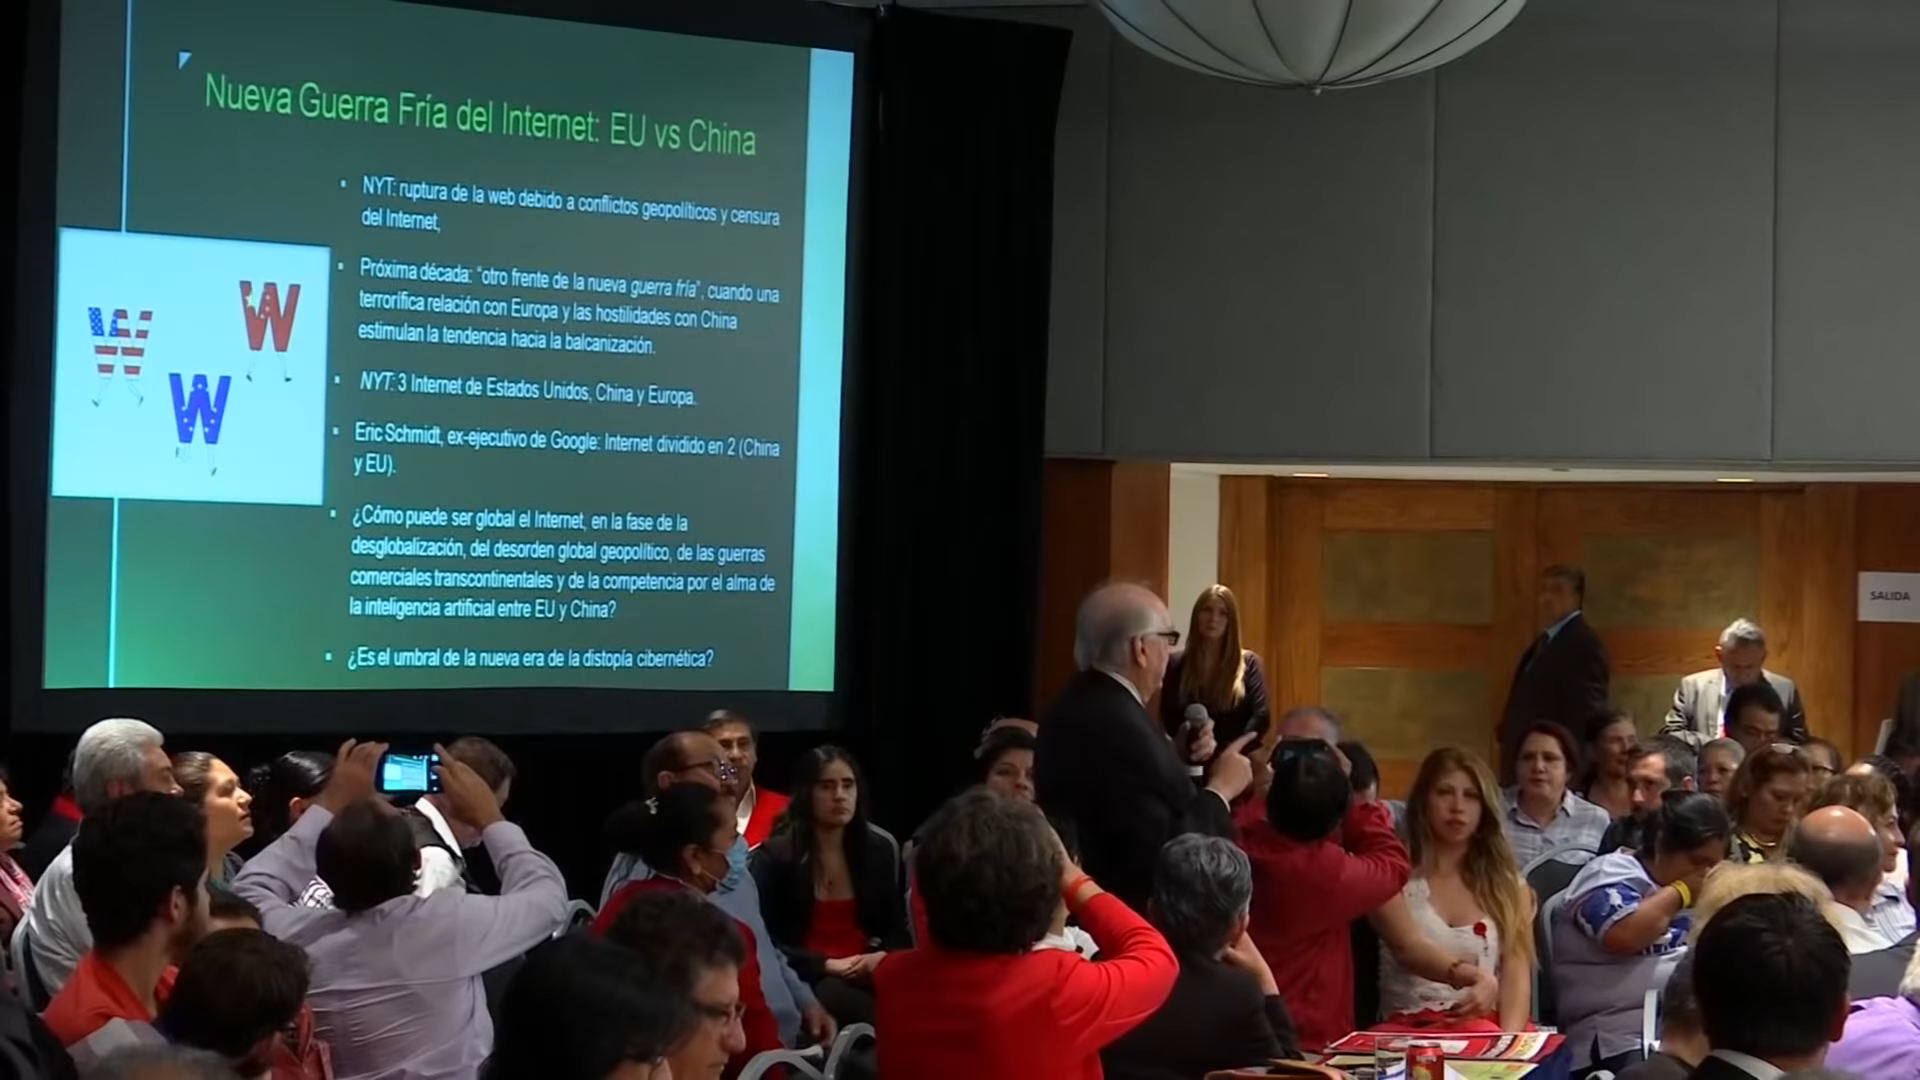 Nueva Guerra Fría del Internet: EU vs China
NYT: ruptura de la web debido a conflictos geopolíticos y censura
del Internet,
Próxima década: “otro frente de la nueva guerra fría”, cuando una
terrorífica relación con Europa y las hostilidades con China
estimulan la tendencia hacia la balcanización.
NYT: 3 Internet de Estados Unidos, China y Europa.
Eric Schmidt, ex-ejecutivo de Google: Internet dividido en 2 (China
y EU).
¿Cómo puede ser global el Internet, en la fase de la
desglobalización, del desorden global geopolítico, de las guerras
comerciales transcontinentales y de la competencia por el alma de
la inteligencia artificial entre EU y China?
¿Es el umbral de la nueva era de la distopía cibernética?
W
W
W
SALIDA